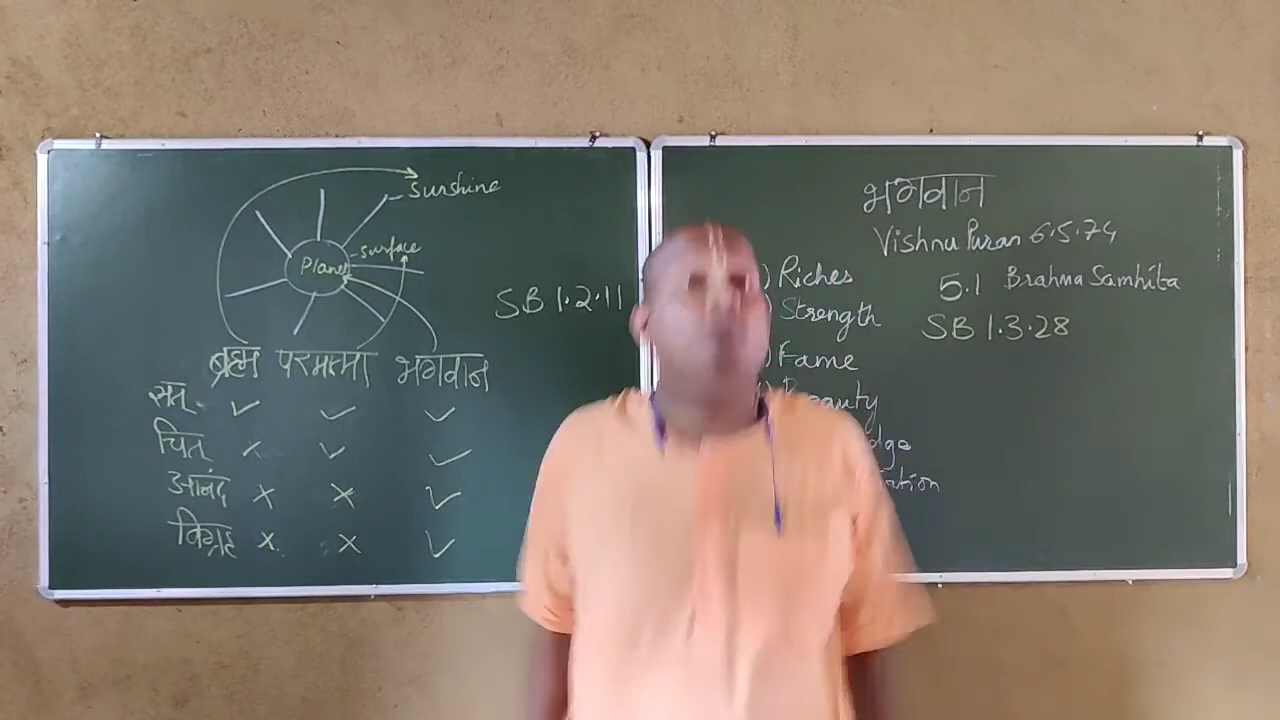 sunshine
surface
Planet
SB 1.2.11
ब्रह्म परमात्मा भगवान
सत् ✓ ✓ ✓
चित् x ✓ ✓
आनंद x x ✓
विग्रह x x ✓
भगवान
Vishnu Puran 6.5.74
5.1 Brahma Samhita
SB 1.3.28
) Riches
) Strength
) Fame